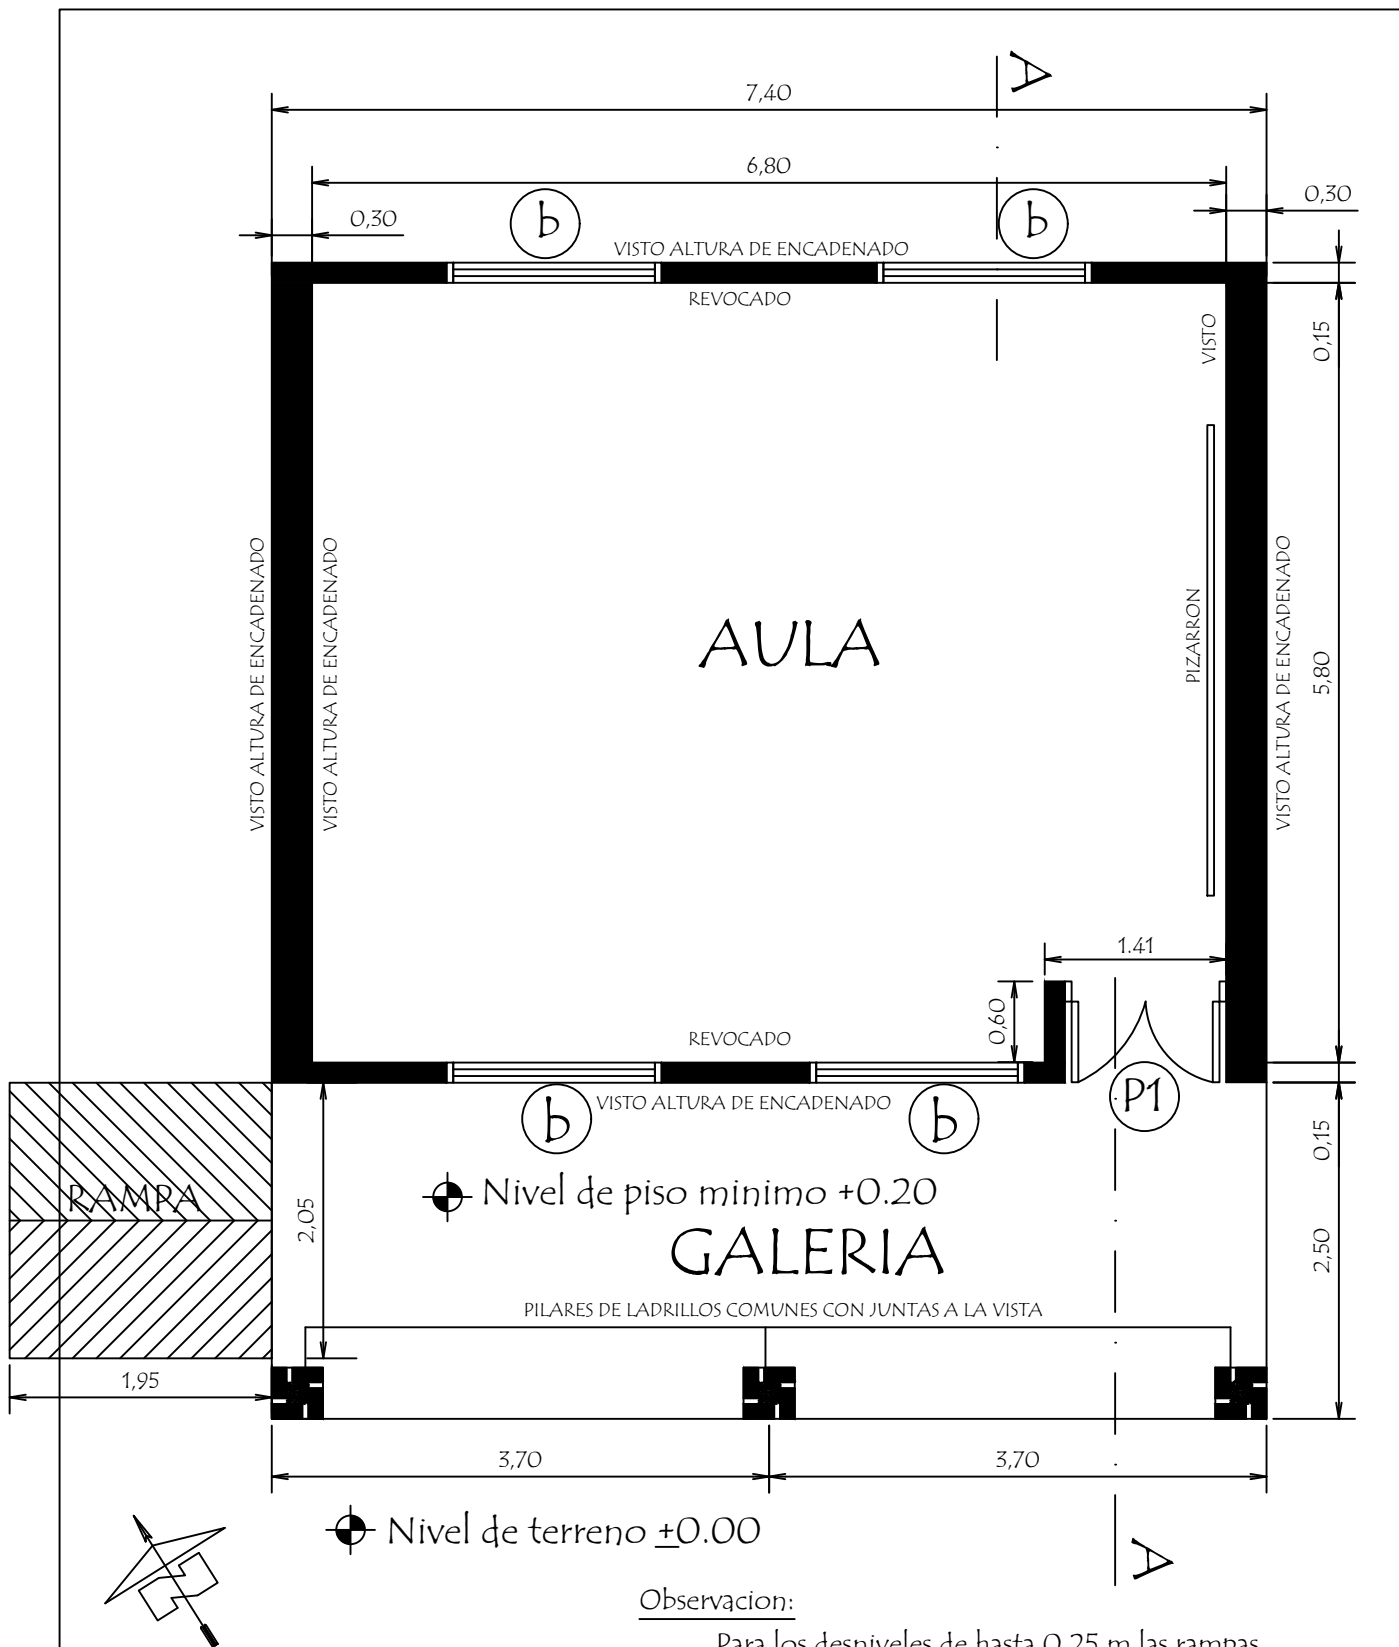 A
7,40
6,80
0,30
b
b
0,30
VISTO ALTURA DE ENCADENADO
REVOCADO
VISTO
0,15
VISTO ALTURA DE ENCADENADO
VISTO ALTURA DE ENCADENADO
AULA
PIZARRON
VISTO ALTURA DE ENCADENADO
5,80
1.41
0,60
REVOCADO
b
VISTO ALTURA DE ENCADENADO
b
P1
0,15
RAMPA
2,05
Nivel de piso minimo +0.20
GALERIA
2,50
PILARES DE LADRILLOS COMUNES CON JUNTAS A LA VISTA
1,95
3,70
3,70
Nivel de terreno ±0.00
A
Observacion:
Para los desniveles de hasta 0.25 m las rampas